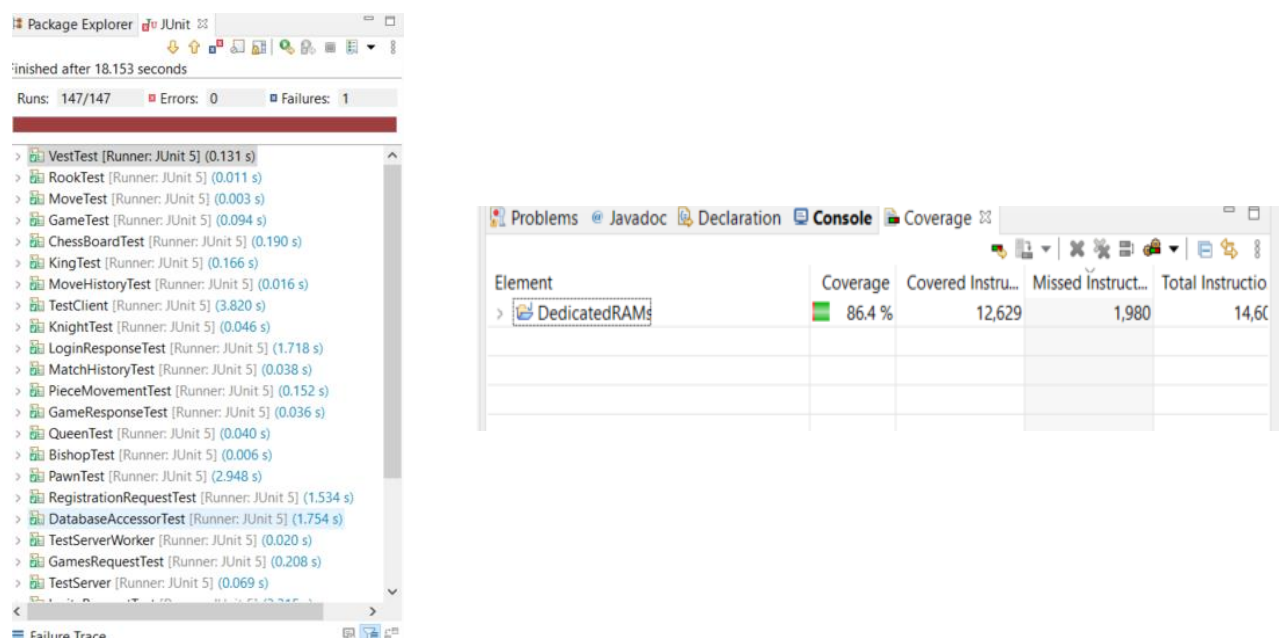 Package Explorer JUnit
Finished after 18.153 seconds
Runs: 147/147 Errors: 0 Failures: 1
VestTest [Runner: JUnit 5] (0.131 s)
RookTest [Runner: JUnit 5] (0.011 s)
MoveTest [Runner: JUnit 5] (0.003 s)
GameTest [Runner: JUnit 5] (0.094 s)
ChessBoardTest [Runner: JUnit 5] (0.190 s)
KingTest [Runner: JUnit 5] (0.166 s)
MoveHistoryTest [Runner: JUnit 5] (0.016 s)
TestClient [Runner: JUnit 5] (3.820 s)
KnightTest [Runner: JUnit 5] (0.046 s)
LoginResponseTest [Runner: JUnit 5] (1.718 s)
MatchHistoryTest [Runner: JUnit 5] (0.038 s)
PieceMovementTest [Runner: JUnit 5] (0.152 s)
GameResponseTest [Runner: JUnit 5] (0.036 s)
QueenTest [Runner: JUnit 5] (0.040 s)
BishopTest [Runner: JUnit 5] (0.006 s)
PawnTest [Runner: JUnit 5] (2.948 s)
RegistrationRequestTest [Runner: JUnit 5] (1.534 s)
DatabaseAccessorTest [Runner: JUnit 5] (1.754 s)
TestServerWorker [Runner: JUnit 5] (0.020 s)
GamesRequestTest [Runner: JUnit 5] (0.208 s)
TestServer [Runner: JUnit 5] (0.069 s)
Failure Trace
Problems @ Javadoc Declaration Console Coverage
Element Coverage Covered Instru... Missed Instruct... Total Instructio
DedicatedRAMs 86.4 % 12,629 1,980 14,60